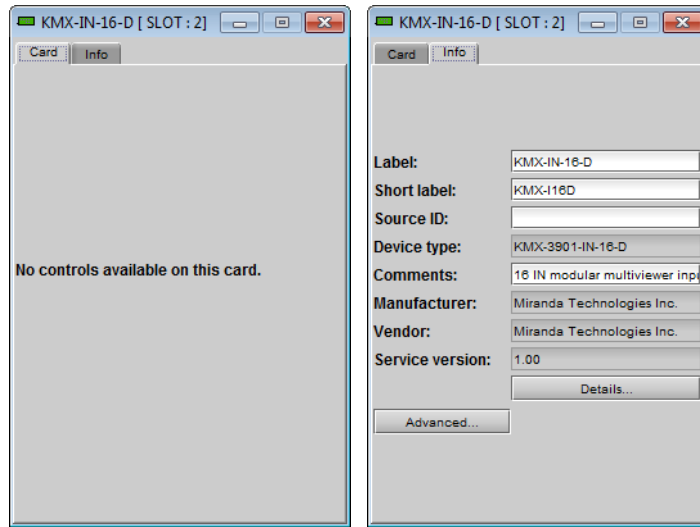 KMX-IN-16-D [ SLOT : 2]
Card Info
No controls available on this card.
KMX-IN-16-D [ SLOT : 2]
Card Info
Label: KMX-IN-16-D
Short label: KMX-I16D
Source ID:
Device type: KMX-3901-IN-16-D
Comments: 16 IN modular multiviewer inp
Manufacturer: Miranda Technologies Inc.
Vendor: Miranda Technologies Inc.
Service version: 1.00
Details...
Advanced...